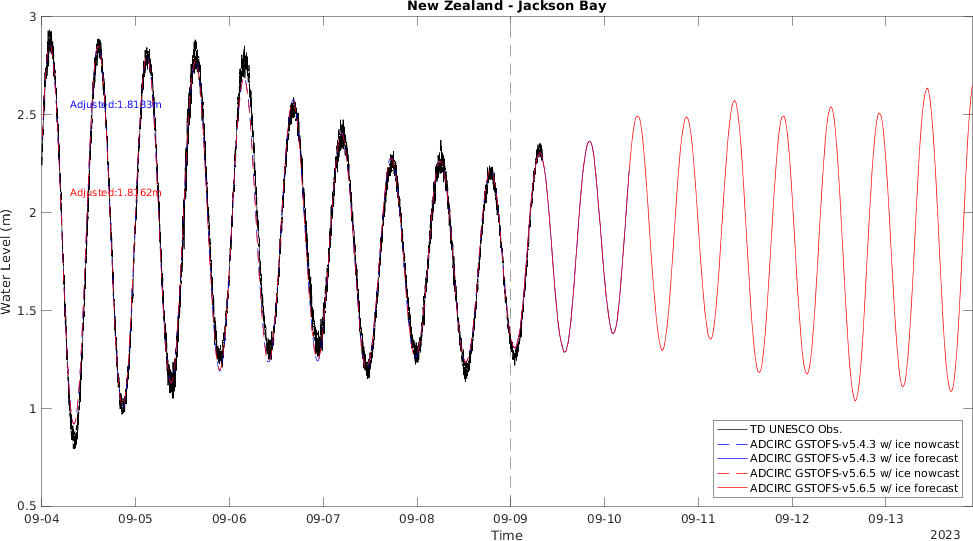 New Zealand - Jackson Bay
3
2.5
2
1.5
1
0.5
Water Level (m)
Adjusted:1.8183m
Adjusted:1.8162m
TD UNESCO Obs.
ADCIRC GSTOFS-v5.4.3 w/ ice nowcast
ADCIRC GSTOFS-v5.4.3 w/ ice forecast
ADCIRC GSTOFS-v5.6.5 w/ ice nowcast
ADCIRC GSTOFS-v5.6.5 w/ ice forecast
09-04 09-05 09-06 09-07 09-08 09-09 09-10 09-11 09-12 09-13
Time
2023